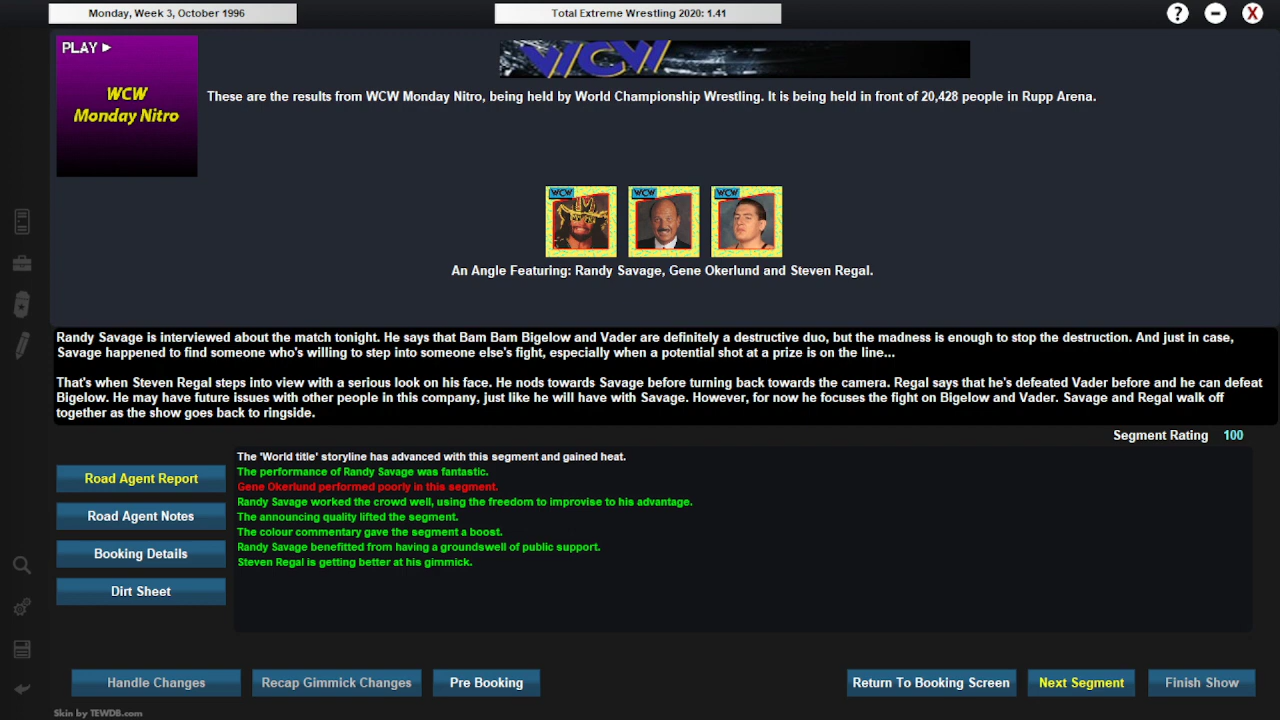 Monday, Week 3, October 1996
Total Extreme Wrestling 2020: 1.41
?
X
PLAY ►
WCW
Monday Nitro
WCW
These are the results from WCW Monday Nitro, being held by World Championship Wrestling. It is being held in front of 20,428 people in Rupp Arena.
WCW
WCW
WCW
An Angle Featuring: Randy Savage, Gene Okerlund and Steven Regal.
Randy Savage is interviewed about the match tonight. He says that Bam Bam Bigelow and Vader are definitely a destructive duo, but the madness is enough to stop the destruction. And just in case,
Savage happened to find someone who's willing to step into someone else's fight, especially when a potential shot at a prize is on the line...
That's when Steven Regal steps into view with a serious look on his face. He nods towards Savage before turning back towards the camera. Regal says that he's defeated Vader before and he can defeat
Bigelow. He may have future issues with other people in this company, just like he will have with Savage. However, for now he focuses the fight on Bigelow and Vader. Savage and Regal walk off
together as the show goes back to ringside.
Segment Rating 100
Road Agent Report
Road Agent Notes
Booking Details
Dirt Sheet
The 'World title' storyline has advanced with this segment and gained heat.
The performance of Randy Savage was fantastic.
Gene Okerlund performed poorly in this segment.
Randy Savage worked the crowd well, using the freedom to improvise to his advantage.
The announcing quality lifted the segment.
The colour commentary gave the segment a boost.
Randy Savage benefitted from having a groundswell of public support.
Steven Regal is getting better at his gimmick.
Handle Changes
Recap Gimmick Changes
Pre Booking
Return To Booking Screen
Next Segment
Finish Show
Skin by TEWDB.com